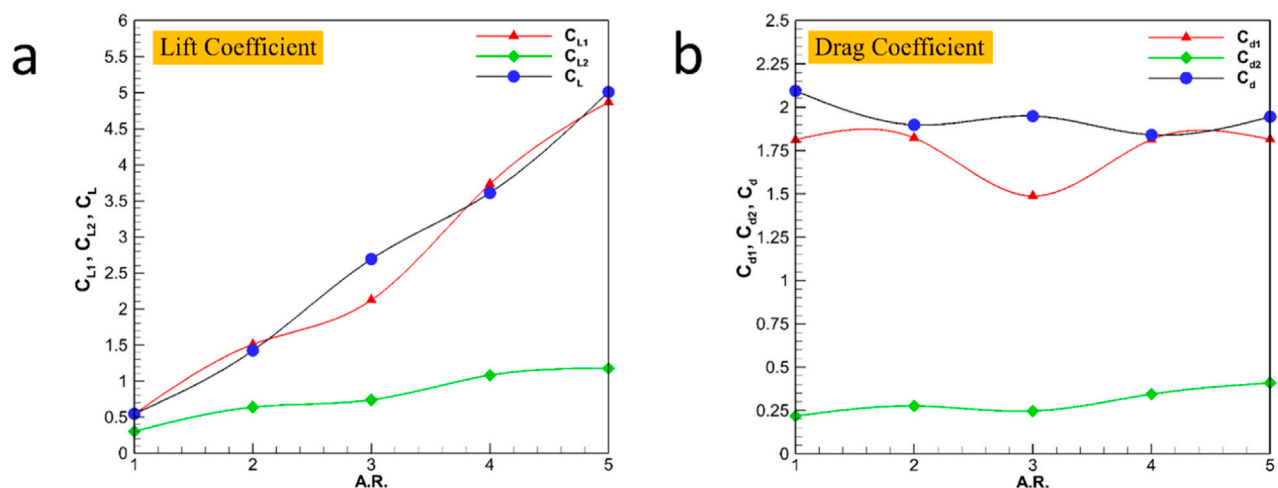 a
Lift Coefficient
C_L1
C_L2
C_L
6
5.5
5
4.5
4
3.5
3
2.5
2
1.5
1
0.5
0
C_L1, C_L2, C_L
1 2 3 4 5
A.R.
b
Drag Coefficient
C_d1
C_d2
C_d
2.5
2.25
2
1.75
1.5
1.25
1
0.75
0.5
0.25
0
C_d1, C_d2, C_d
1 2 3 4 5
A.R.